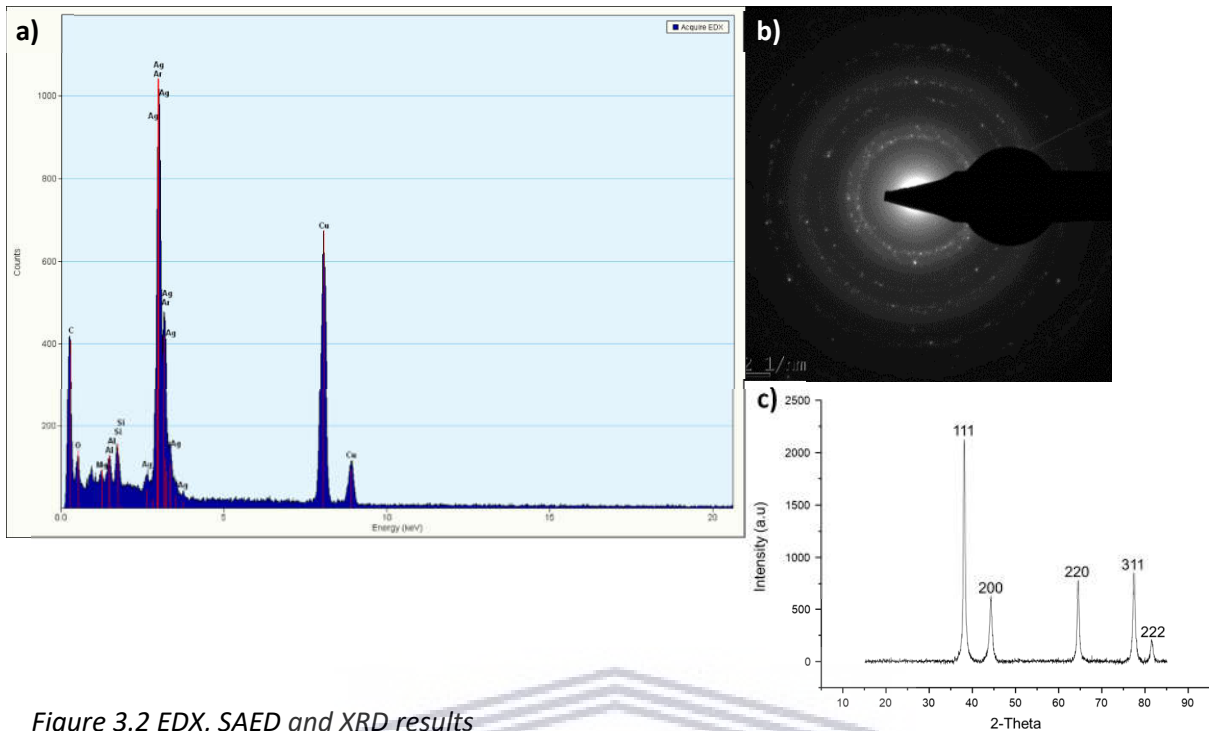 a)
Acquire EDX
Counts
1000
800
600
400
200
Ag
Ar
Ag
Ag
Cu
Ag
Ar
Ag
C
Si
Si
O
Al
Al
Mg
Ag
Ag
Ag
Cu
0.0
5
10
15
20
Energy (keV)
b)
2 1/nm
c)
Intensity (a.u)
2500
2000
1500
1000
500
0
111
200
220
311
222
10 20 30 40 50 60 70 80 90
2-Theta
Figure 3.2 EDX, SAED and XRD results